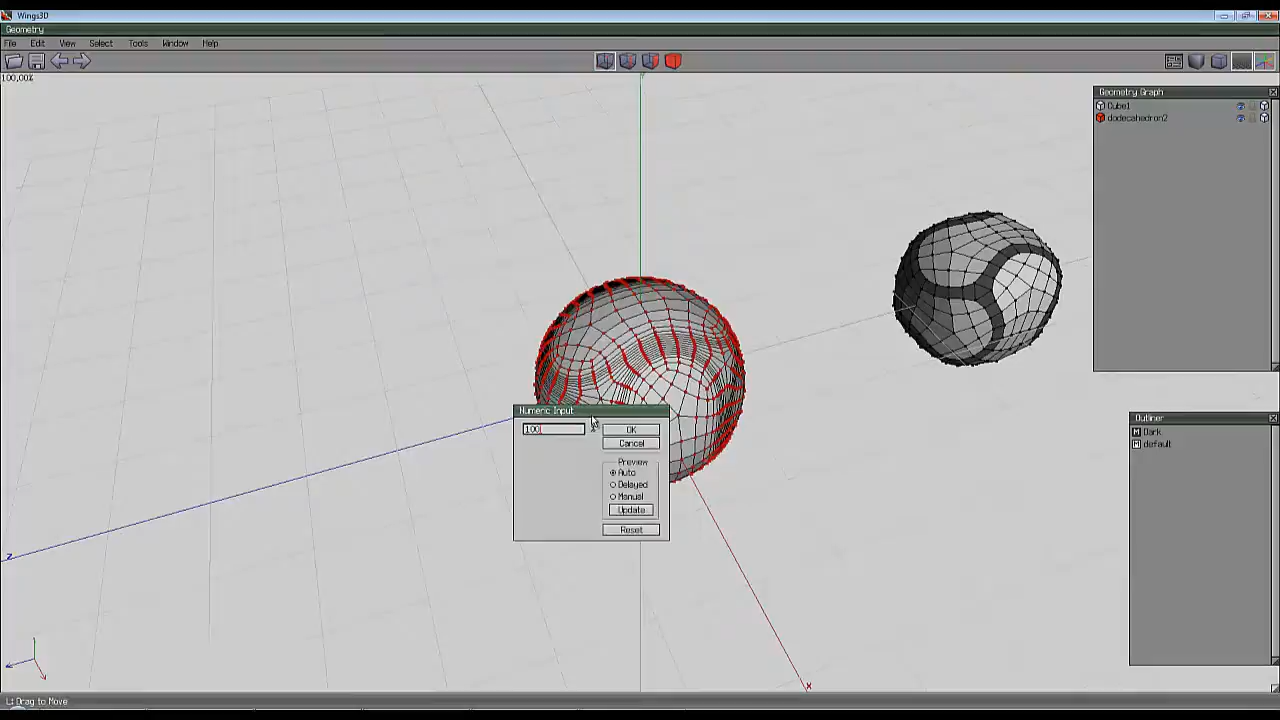 Wings3D
Geometry
File Edit View Select Tools Window Help
100,00%
Geometry Graph
Cube1
dodecahedron2
Numeric Input
100
OK
Cancel
Preview
Auto
Delayed
Manual
Update
Reset
Outliner
Dark
default
Z
X
L: Drag to Move